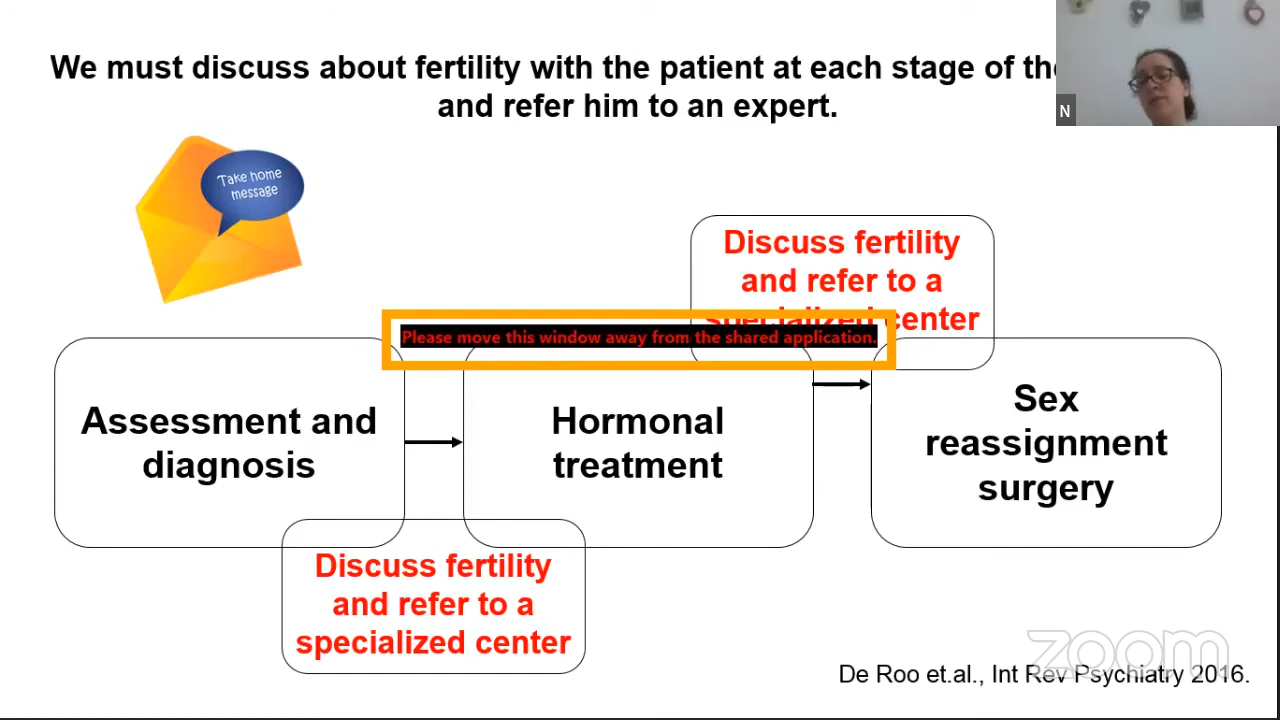 We must discuss about fertility with the patient at each stage of the
and refer him to an expert.
N
Take home
message
Discuss fertility
and refer to a
specialized center
Please move this window away from the shared application.
Assessment and
diagnosis
Hormonal
treatment
Sex
reassignment
surgery
Discuss fertility
and refer to a
specialized center
zoom
De Roo et.al., Int Rev Psychiatry 2016.